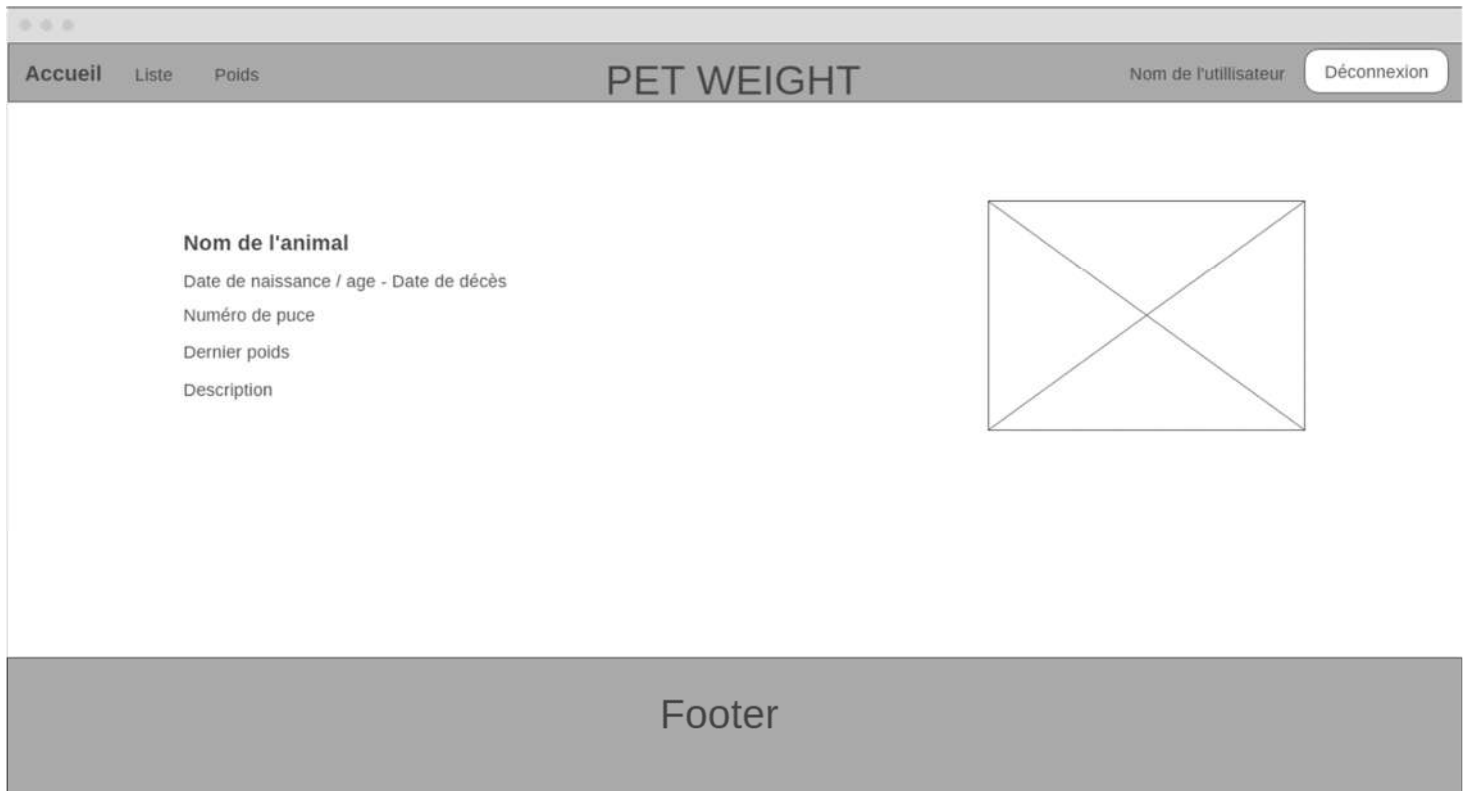 Accueil Liste Poids PET WEIGHT Nom de l'utillisateur Déconnexion
Nom de l'animal
Date de naissance / age - Date de décès
Numéro de puce
Dernier poids
Description
Footer